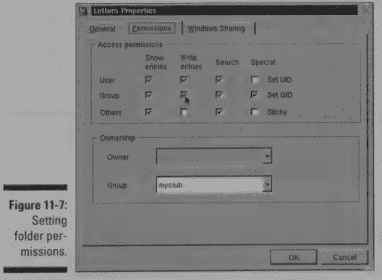 Letters Properties
General Permissions Windows Sharing
Access permissions
Show entries Write entries Search Special
User Set UID
Group Set GID
Others Sticky
Ownership
Owner
Group myclub
OK Cancel
Figure 11-7:
Setting
folder per-
missions.